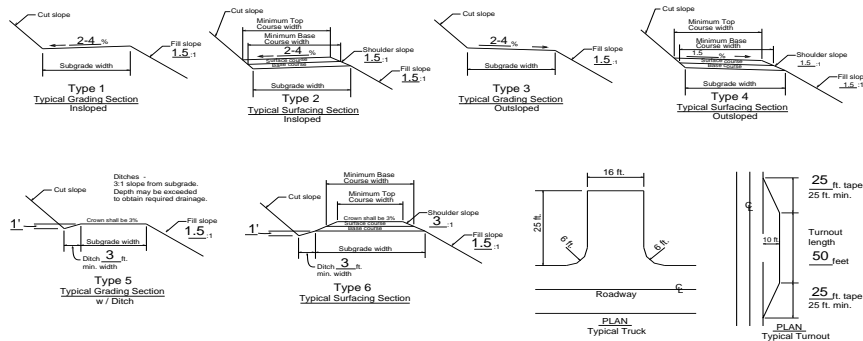 Cut slope
2-4 %
Fill slope
1.5 :1
Subgrade width
Type 1
Typical Grading Section
Insloped
Cut slope
Minimum Top
Course width
Minimum Base
Course width
2-4 %
Surface course
Base course
Shoulder slope
1.5 :1
Fill slope
1.5 :1
Subgrade width
Type 2
Typical Surfacing Section
Insloped
Cut slope
2-4 %
Fill slope
1.5 :1
Subgrade width
Type 3
Typical Grading Section
Outsloped
Cut slope
Minimum Top
Course width
Minimum Base
Course width
1.5 %
Surface course
Base course
Shoulder slope
1.5 :1
Fill slope
1.5 :1
Subgrade width
Type 4
Typical Surfacing Section
Outsloped
Ditches -
3:1 slope from subgrade.
Depth may be exceeded
to obtain required drainage.
Cut slope
1'
Crown shall be 3%
Fill slope
1.5 :1
Subgrade width
Ditch 3 ft.
min. width
Type 5
Typical Grading Section
w / Ditch
Minimum Base
Course width
Minimum Top
Course width
Cut slope
1'
Crown shall be 3%
Surface course
Base course
Shoulder slope
3 :1
Fill slope
1.5 :1
Subgrade width
Ditch 3 ft.
min. width
Type 6
Typical Surfacing Section
16 ft.
25 ft.
6 ft.
6 ft.
Roadway
CL
PLAN
Typical Truck
CL
25 ft. tape
25 ft. min.
10 ft.
Turnout
length
50 feet
25 ft. tape
25 ft. min.
PLAN
Typical Turnout